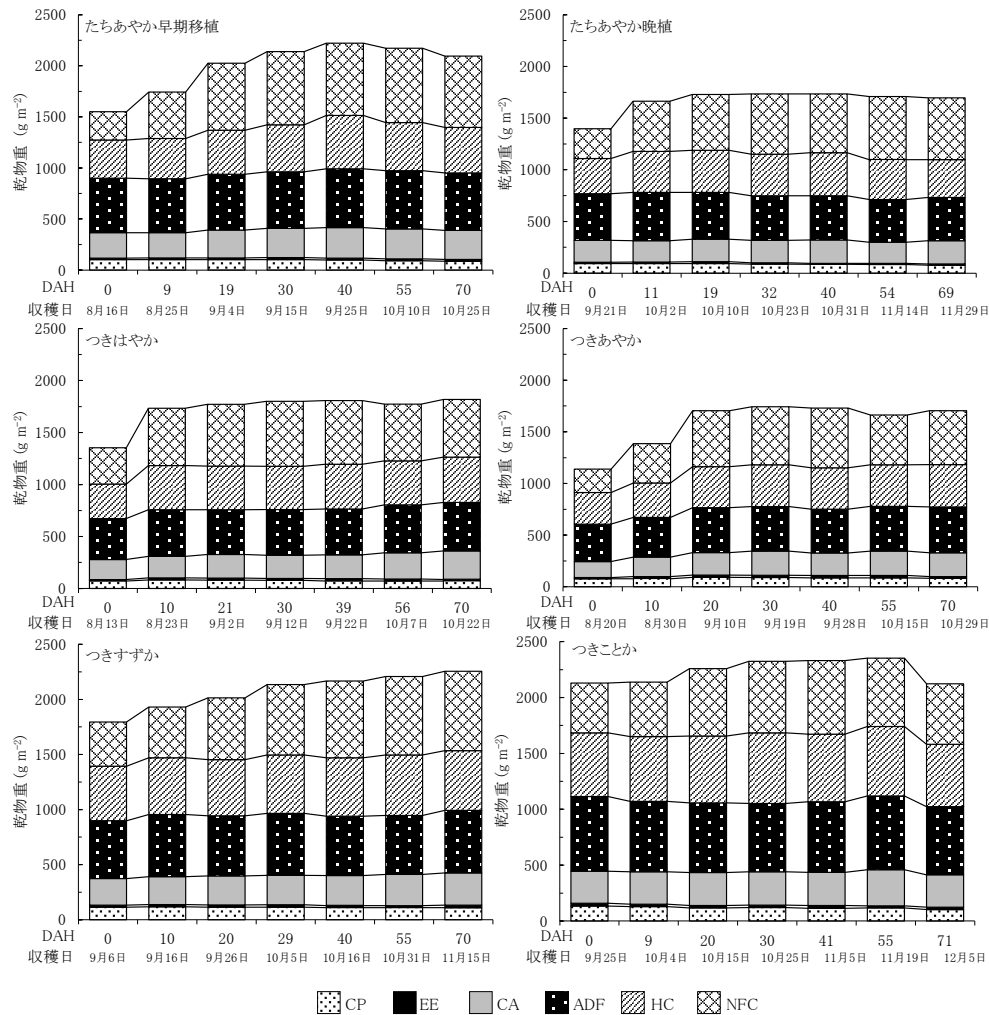 たちあやか早期移植
乾物重 (g m⁻²)
2500
2000
1500
1000
500
0
DAH 0 9 19 30 40 55 70
収穫日 8月16日 8月25日 9月4日 9月15日 9月25日 10月10日 10月25日
たちあやか晩植
乾物重 (g m⁻²)
2500
2000
1500
1000
500
0
DAH 0 11 19 32 40 54 69
収穫日 9月21日 10月2日 10月10日 10月23日 10月31日 11月14日 11月29日
つきはやか
乾物重 (g m⁻²)
2500
2000
1500
1000
500
0
DAH 0 10 21 30 39 56 70
収穫日 8月13日 8月23日 9月2日 9月12日 9月22日 10月7日 10月22日
つきあやか
乾物重 (g m⁻²)
2500
2000
1500
1000
500
0
DAH 0 10 20 30 40 55 70
収穫日 8月20日 8月30日 9月10日 9月19日 9月28日 10月15日 10月29日
つきすずか
乾物重 (g m⁻²)
2500
2000
1500
1000
500
0
DAH 0 10 20 29 40 55 70
収穫日 9月6日 9月16日 9月26日 10月5日 10月16日 10月31日 11月15日
つきことか
乾物重 (g m⁻²)
2500
2000
1500
1000
500
0
DAH 0 9 20 30 41 55 71
収穫日 9月25日 10月4日 10月15日 10月25日 11月5日 11月19日 12月5日
CP EE CA ADF HC NFC